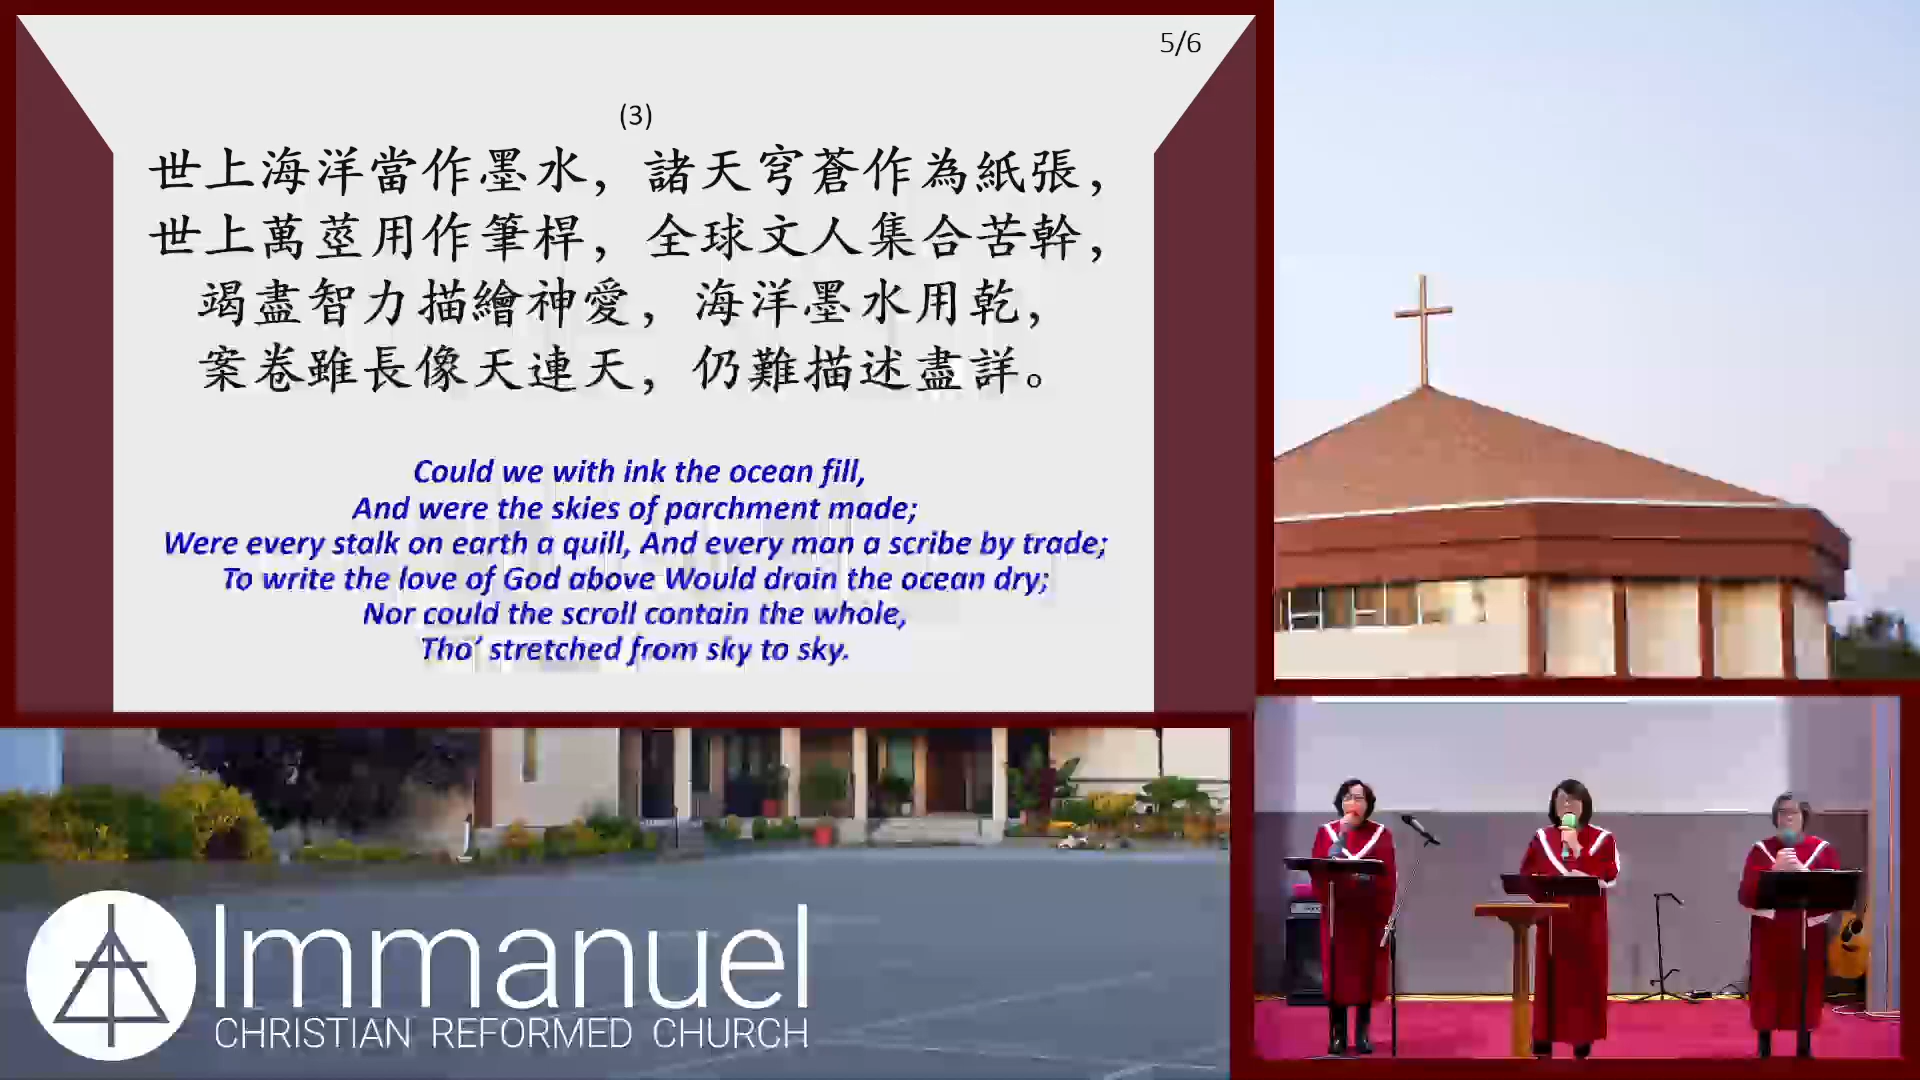 5/6
(3)
世上海洋當作墨水，諸天穹蒼作為紙張，
世上萬莖用作筆桿，全球文人集合苦幹，
竭盡智力描繪神愛，海洋墨水用乾，
案卷雖長像天連天，仍難描述盡詳。
Could we with ink the ocean fill,
And were the skies of parchment made;
Were every stalk on earth a quill, And every man a scribe by trade;
To write the love of God above Would drain the ocean dry;
Nor could the scroll contain the whole,
Tho’ stretched from sky to sky.
Immanuel
CHRISTIAN REFORMED CHURCH